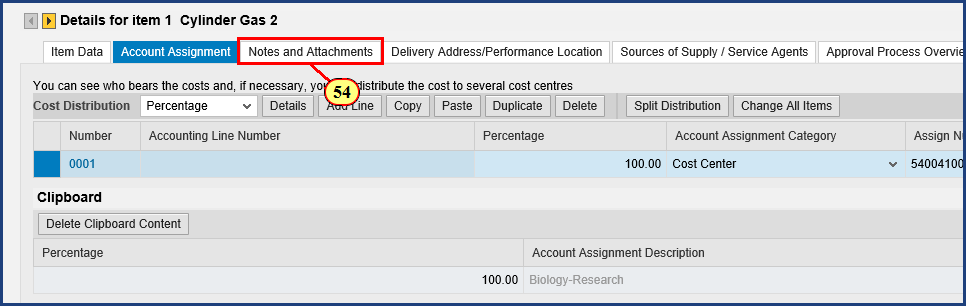 Details for item 1 Cylinder Gas 2
Item Data Account Assignment Notes and Attachments Delivery Address/Performance Location Sources of Supply / Service Agents Approval Process Overvie
You can see who bears the costs and, if necessary, you distribute the cost to several cost centres
54
Cost Distribution Percentage Details Add Line Copy Paste Duplicate Delete Split Distribution Change All Items
Number Accounting Line Number Percentage Account Assignment Category Assign Nu
0001 100.00 Cost Center 54004100
Clipboard
Delete Clipboard Content
Percentage Account Assignment Description
100.00 Biology-Research